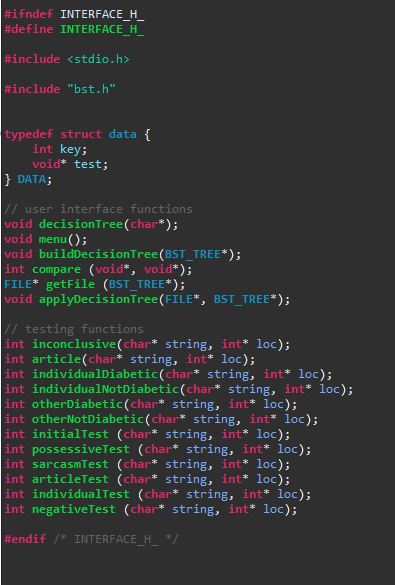 #ifndef INTERFACE_H_
#define INTERFACE_H_
#include <stdio.h>
#include "bst.h"
typedef struct data {
int key;
void* test;
} DATA;
// user interface functions
void decisionTree(char*);
void menu();
void buildDecisionTree(BST_TREE*);
int compare (void*, void*);
FILE* getFile (BST_TREE*);
void applyDecisionTree(FILE*, BST_TREE*);
// testing functions
int inconclusive(char* string, int* loc);
int article(char* string, int* loc);
int individualDiabetic(char* string, int* loc);
int individualNotDiabetic(char* string, int* loc);
int otherDiabetic(char* string, int* loc);
int otherNotDiabetic(char* string, int* loc);
int initialTest (char* string, int* loc);
int possessiveTest (char* string, int* loc);
int sarcasmTest (char* string, int* loc);
int articleTest (char* string, int* loc);
int individualTest (char* string, int* loc);
int negativeTest (char* string, int* loc);
#endif /* INTERFACE_H_ */